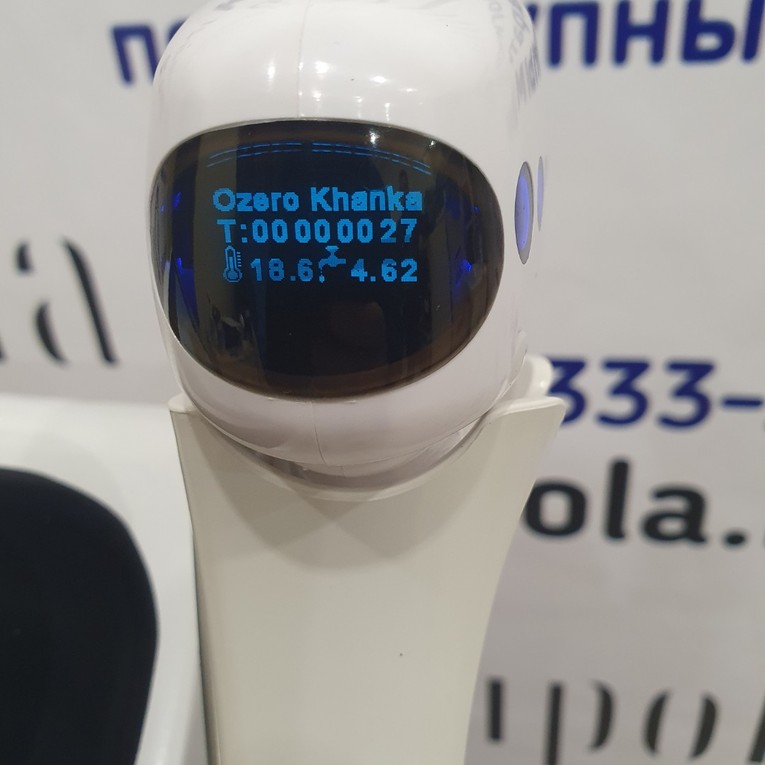 Ozero Khanka
T:00000027
18.6 4.62
333-
ola.